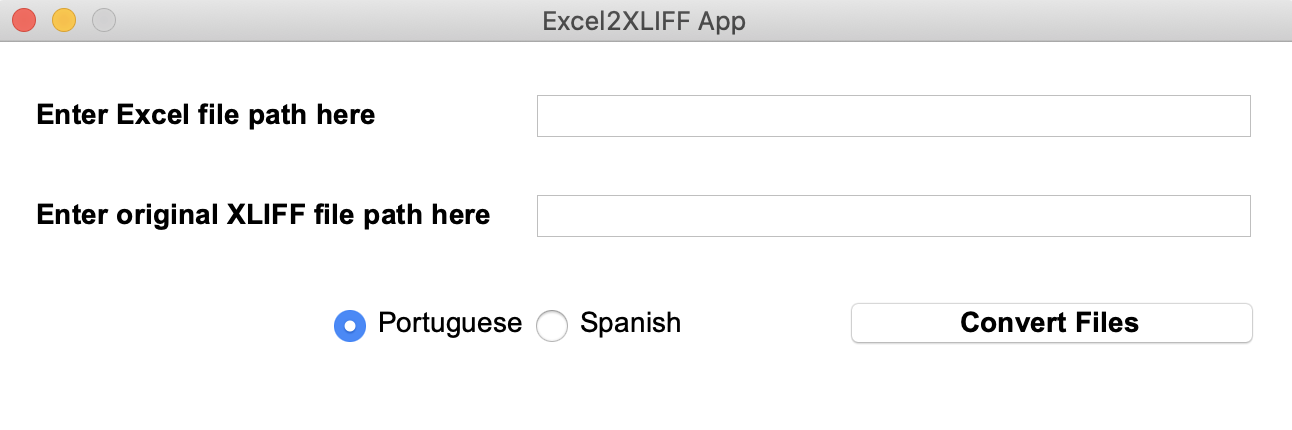 Excel2XLIFF App
Enter Excel file path here
Enter original XLIFF file path here
Portuguese Spanish Convert Files